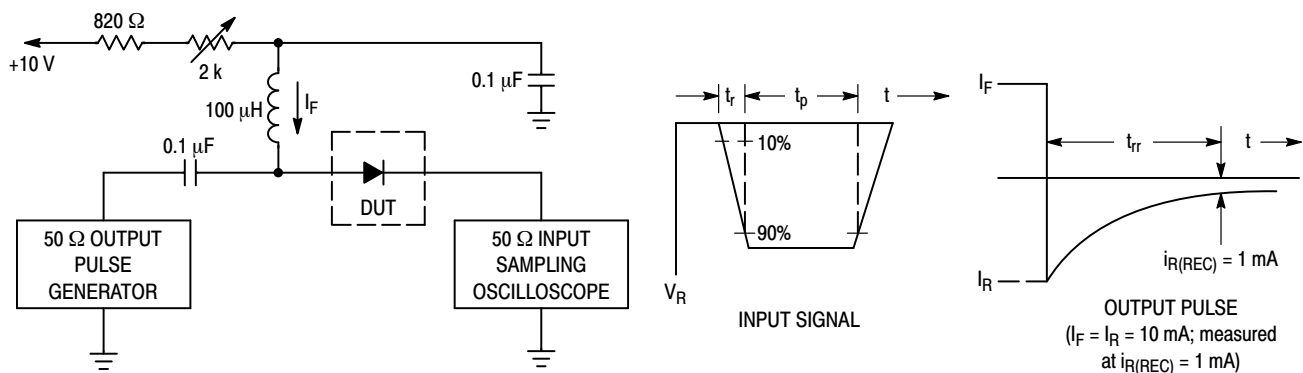 820 Ω
+10 V
2 k
100 μH
I_F
0.1 μF
0.1 μF
DUT
50 Ω OUTPUT
PULSE
GENERATOR
50 Ω INPUT
SAMPLING
OSCILLOSCOPE
t_r
t_p
t
10%
90%
V_R
INPUT SIGNAL
I_F
t_rr
t
I_R
i_R(REC) = 1 mA
OUTPUT PULSE
(I_F = I_R = 10 mA; measured
at i_R(REC) = 1 mA)